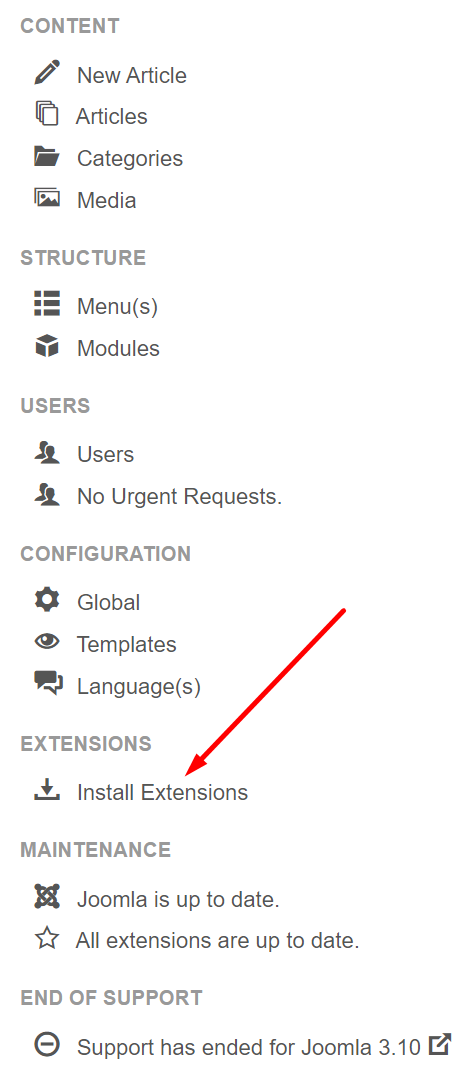 CONTENT
New Article
Articles
Categories
Media
STRUCTURE
Menu(s)
Modules
USERS
Users
No Urgent Requests.
CONFIGURATION
Global
Templates
Language(s)
EXTENSIONS
Install Extensions
MAINTENANCE
Joomla is up to date.
All extensions are up to date.
END OF SUPPORT
Support has ended for Joomla 3.10